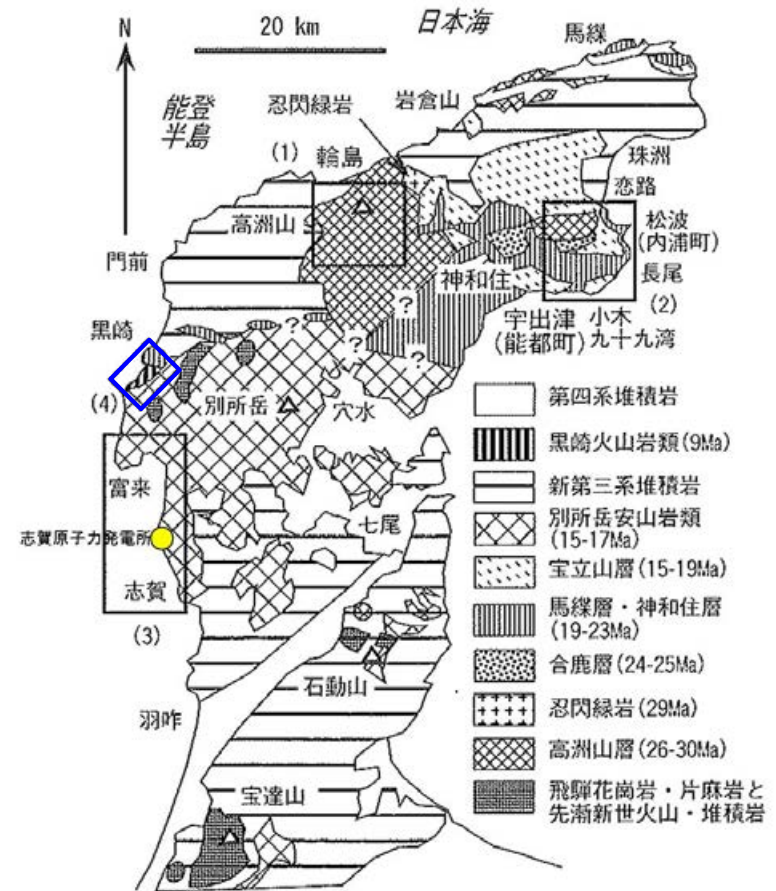 N
20 km
日本海
能登
半島
馬緤
岩倉山
忍閃緑岩
(1) 輪島
珠洲
恋路
高洲山
松波
(内浦町)
門前
神和住
長尾
(2)
黒崎
?
?
?
宇出津
(能都町)
小木
九十九湾
(4)
別所岳
穴水
富来
七尾
志賀原子力発電所
志賀
(3)
石動山
羽咋
宝達山
第四系堆積岩
黒崎火山岩類(9Ma)
新第三系堆積岩
別所岳安山岩類
(15-17Ma)
宝立山層(15-19Ma)
馬緤層・神和住層
(19-23Ma)
合鹿層(24-25Ma)
忍閃緑岩(29Ma)
高洲山層(26-30Ma)
飛騨花崗岩・片麻岩と
先漸新世火山・堆積岩